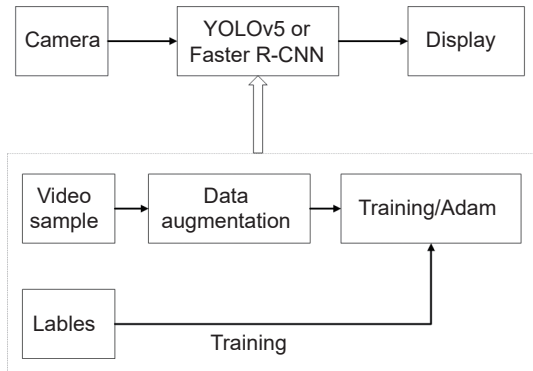 Camera
YOLOv5 or
Faster R-CNN
Display
Video
sample
Data
augmentation
Training/Adam
Lables
Training